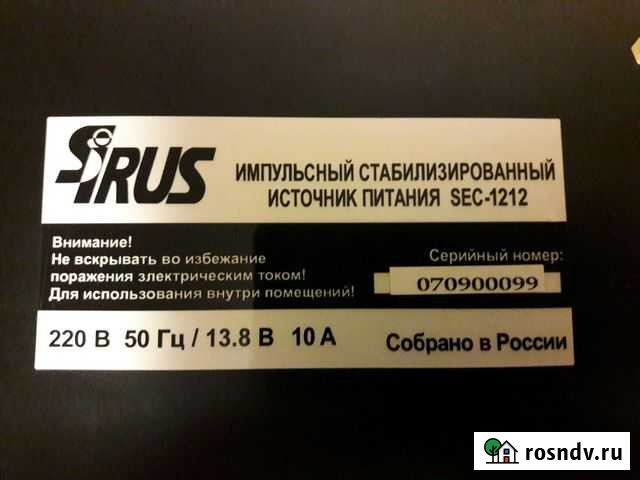 SIRUS
ИМПУЛЬСНЫЙ СТАБИЛИЗИРОВАННЫЙ
ИСТОЧНИК ПИТАНИЯ SEC-1212
Внимание!
Не вскрывать во избежание
поражения злектрическим током!
Для использования внутри помещений!
Серийный номер:
070900099
220 В 50 Гц / 13.8 В 10 А
Собрано в России
rosndv.ru